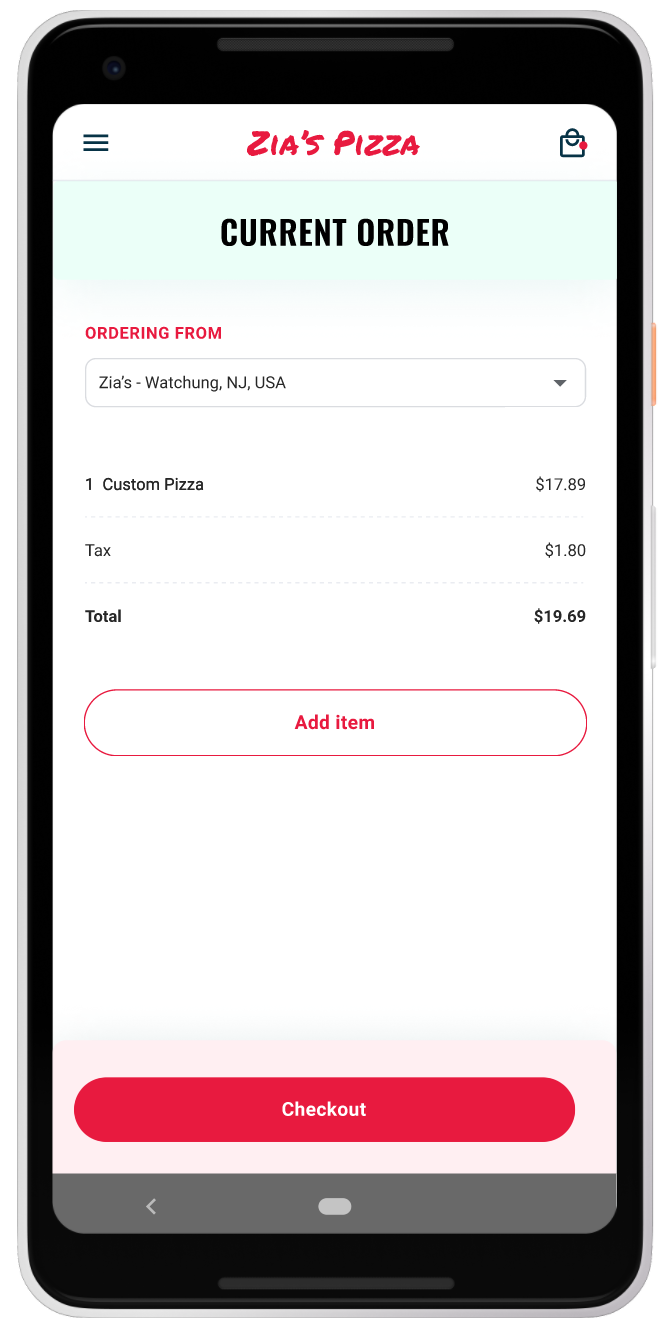 Zia's Pizza
CURRENT ORDER
ORDERING FROM
Zia’s - Watchung, NJ, USA
1 Custom Pizza $17.89
Tax $1.80
Total $19.69
Add item
Checkout